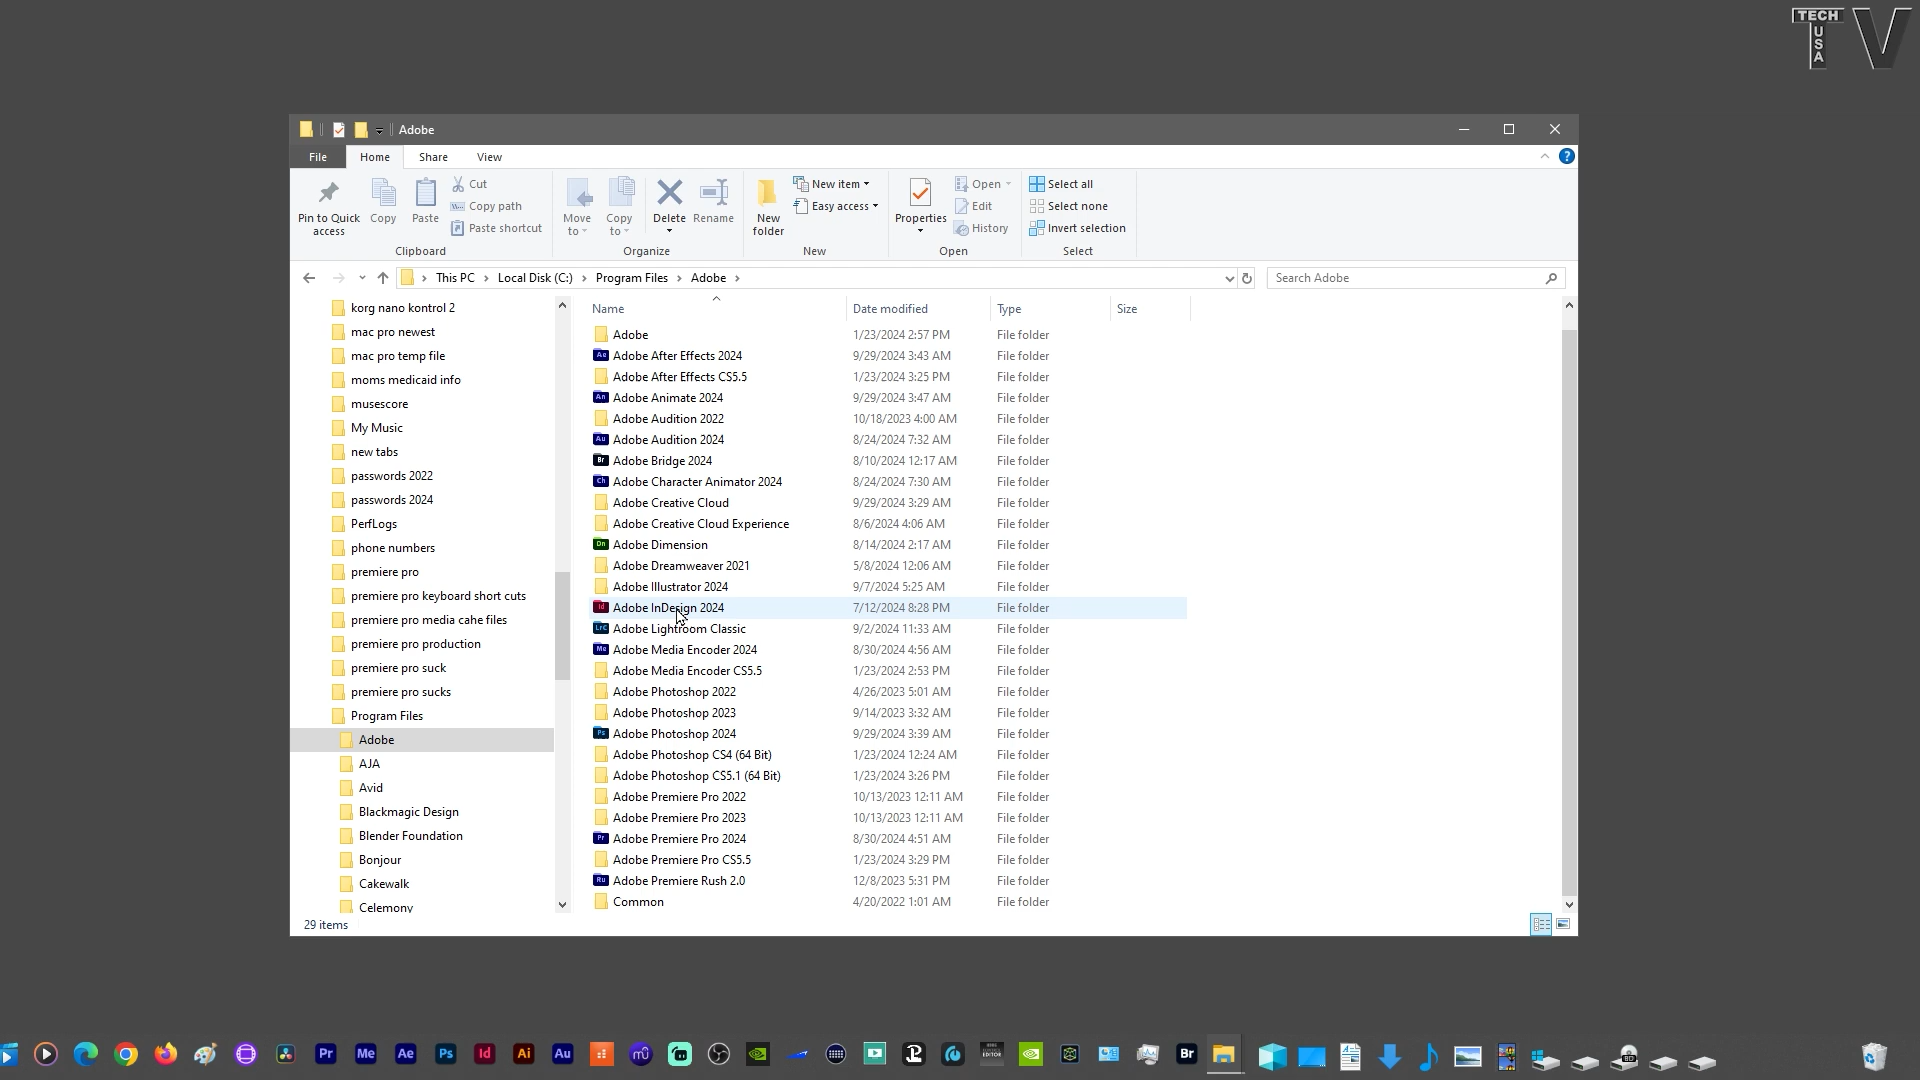 TECH
USA
TV
Adobe
File Home Share View
Pin to Quick access
Copy
Paste
Cut
Copy path
Paste shortcut
Clipboard
Move to
Copy to
Delete
Rename
Organize
New folder
New item
Easy access
New
Properties
Open
Edit
History
Open
Select all
Select none
Invert selection
Select
This PC > Local Disk (C:) > Program Files > Adobe >
Search Adobe
korg nano kontrol 2
mac pro newest
mac pro temp file
moms medicaid info
musescore
My Music
new tabs
passwords 2022
passwords 2024
PerfLogs
phone numbers
premiere pro
premiere pro keyboard short cuts
premiere pro media cahe files
premiere pro production
premiere pro suck
premiere pro sucks
Program Files
Adobe
AJA
Avid
Blackmagic Design
Blender Foundation
Bonjour
Cakewalk
Celemony
Name Date modified Type Size
Adobe 1/23/2024 2:57 PM File folder
Ae Adobe After Effects 2024 9/29/2024 3:43 AM File folder
Adobe After Effects CS5.5 1/23/2024 3:25 PM File folder
An Adobe Animate 2024 9/29/2024 3:47 AM File folder
Adobe Audition 2022 10/18/2023 4:00 AM File folder
Au Adobe Audition 2024 8/24/2024 7:32 AM File folder
Br Adobe Bridge 2024 8/10/2024 12:17 AM File folder
Ch Adobe Character Animator 2024 8/24/2024 7:30 AM File folder
Adobe Creative Cloud 9/29/2024 3:29 AM File folder
Adobe Creative Cloud Experience 8/6/2024 4:06 AM File folder
Dn Adobe Dimension 8/14/2024 2:17 AM File folder
Adobe Dreamweaver 2021 5/8/2024 12:06 AM File folder
Adobe Illustrator 2024 9/7/2024 5:25 AM File folder
Id Adobe InDesign 2024 7/12/2024 8:28 PM File folder
LrC Adobe Lightroom Classic 9/2/2024 11:33 AM File folder
Me Adobe Media Encoder 2024 8/30/2024 4:56 AM File folder
Adobe Media Encoder CS5.5 1/23/2024 2:53 PM File folder
Adobe Photoshop 2022 4/26/2023 5:01 AM File folder
Adobe Photoshop 2023 9/14/2023 3:32 AM File folder
Ps Adobe Photoshop 2024 9/29/2024 3:39 AM File folder
Adobe Photoshop CS4 (64 Bit) 1/23/2024 12:24 AM File folder
Adobe Photoshop CS5.1 (64 Bit) 1/23/2024 3:26 PM File folder
Adobe Premiere Pro 2022 10/13/2023 12:11 AM File folder
Adobe Premiere Pro 2023 10/13/2023 12:11 AM File folder
Pr Adobe Premiere Pro 2024 8/30/2024 4:51 AM File folder
Adobe Premiere Pro CS5.5 1/23/2024 3:29 PM File folder
Ru Adobe Premiere Rush 2.0 12/8/2023 5:31 PM File folder
Common 4/20/2022 1:01 AM File folder
29 items
Pr Me Ae Ps Id Ai Au EDITOR Br BD